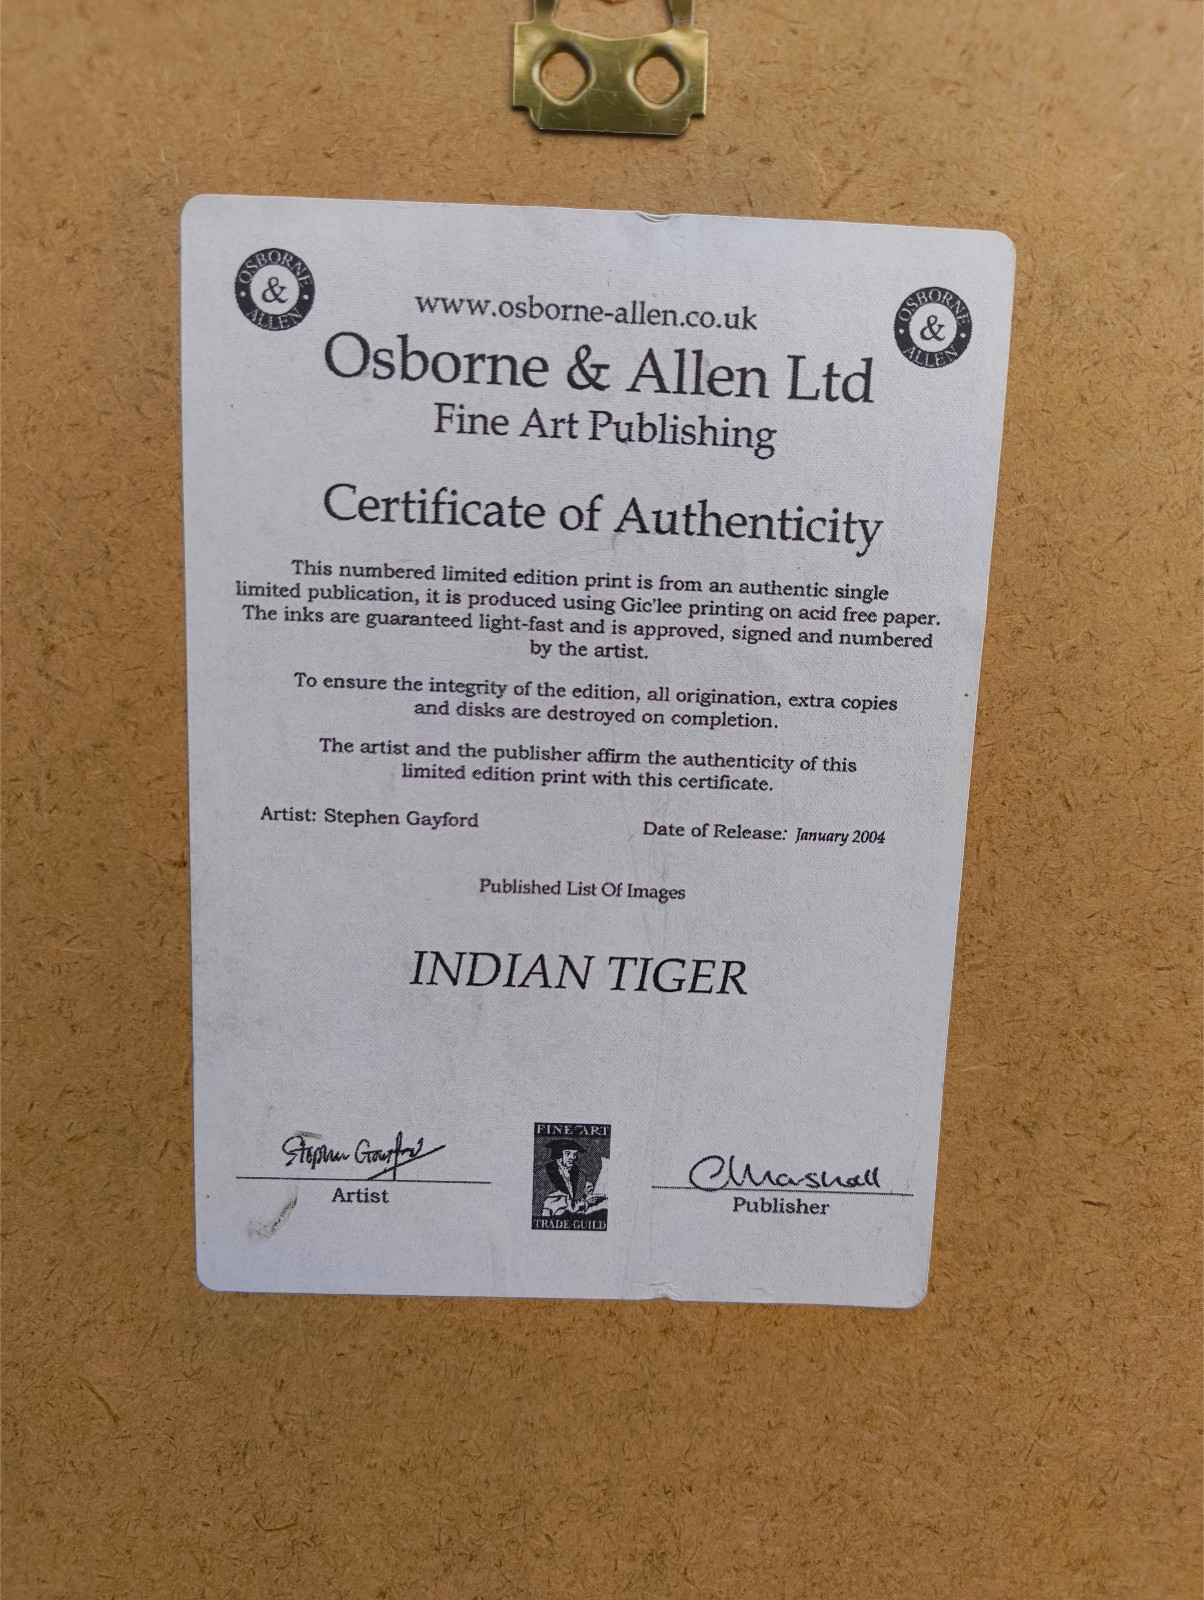 OSBORNE & ALLEN
OSBORNE & ALLEN
www.osborne-allen.co.uk
Osborne & Allen Ltd
Fine Art Publishing
Certificate of Authenticity
This numbered limited edition print is from an authentic single
limited publication, it is produced using Gic'lee printing on acid free paper.
The inks are guaranteed light-fast and is approved, signed and numbered
by the artist.
To ensure the integrity of the edition, all origination, extra copies
and disks are destroyed on completion.
The artist and the publisher affirm the authenticity of this
limited edition print with this certificate.
Artist: Stephen Gayford
Date of Release: January 2004
Published List Of Images
INDIAN TIGER
Stephen Gayford
CMarshall
Artist
Publisher
FINE ART
TRADE GUILD